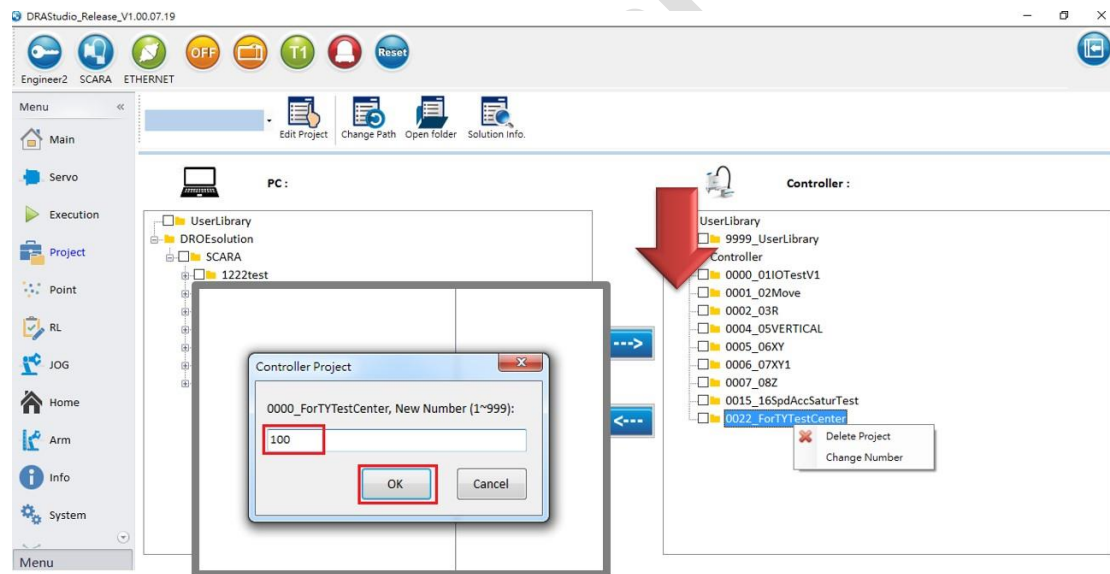 DRAStudio_Release_V1.00.07.19
OFF
T1
Reset
Engineer2 SCARA ETHERNET
Menu «
Main
Servo
Execution
Project
Point
RL
JOG
Home
Arm
Info
System
Menu
Edit Project Change Path Open folder Solution Info.
PC :
UserLibrary
DROEsolution
SCARA
1222test
Controller Project
0000_ForTYTestCenter, New Number (1~999):
100
OK Cancel
--->
<---
Controller :
UserLibrary
9999_UserLibrary
Controller
0000_01IOTestV1
0001_02Move
0002_03R
0004_05VERTICAL
0005_06XY
0006_07XY1
0007_08Z
0015_16SpdAccSaturTest
0022_ForTYTestCenter
Delete Project
Change Number